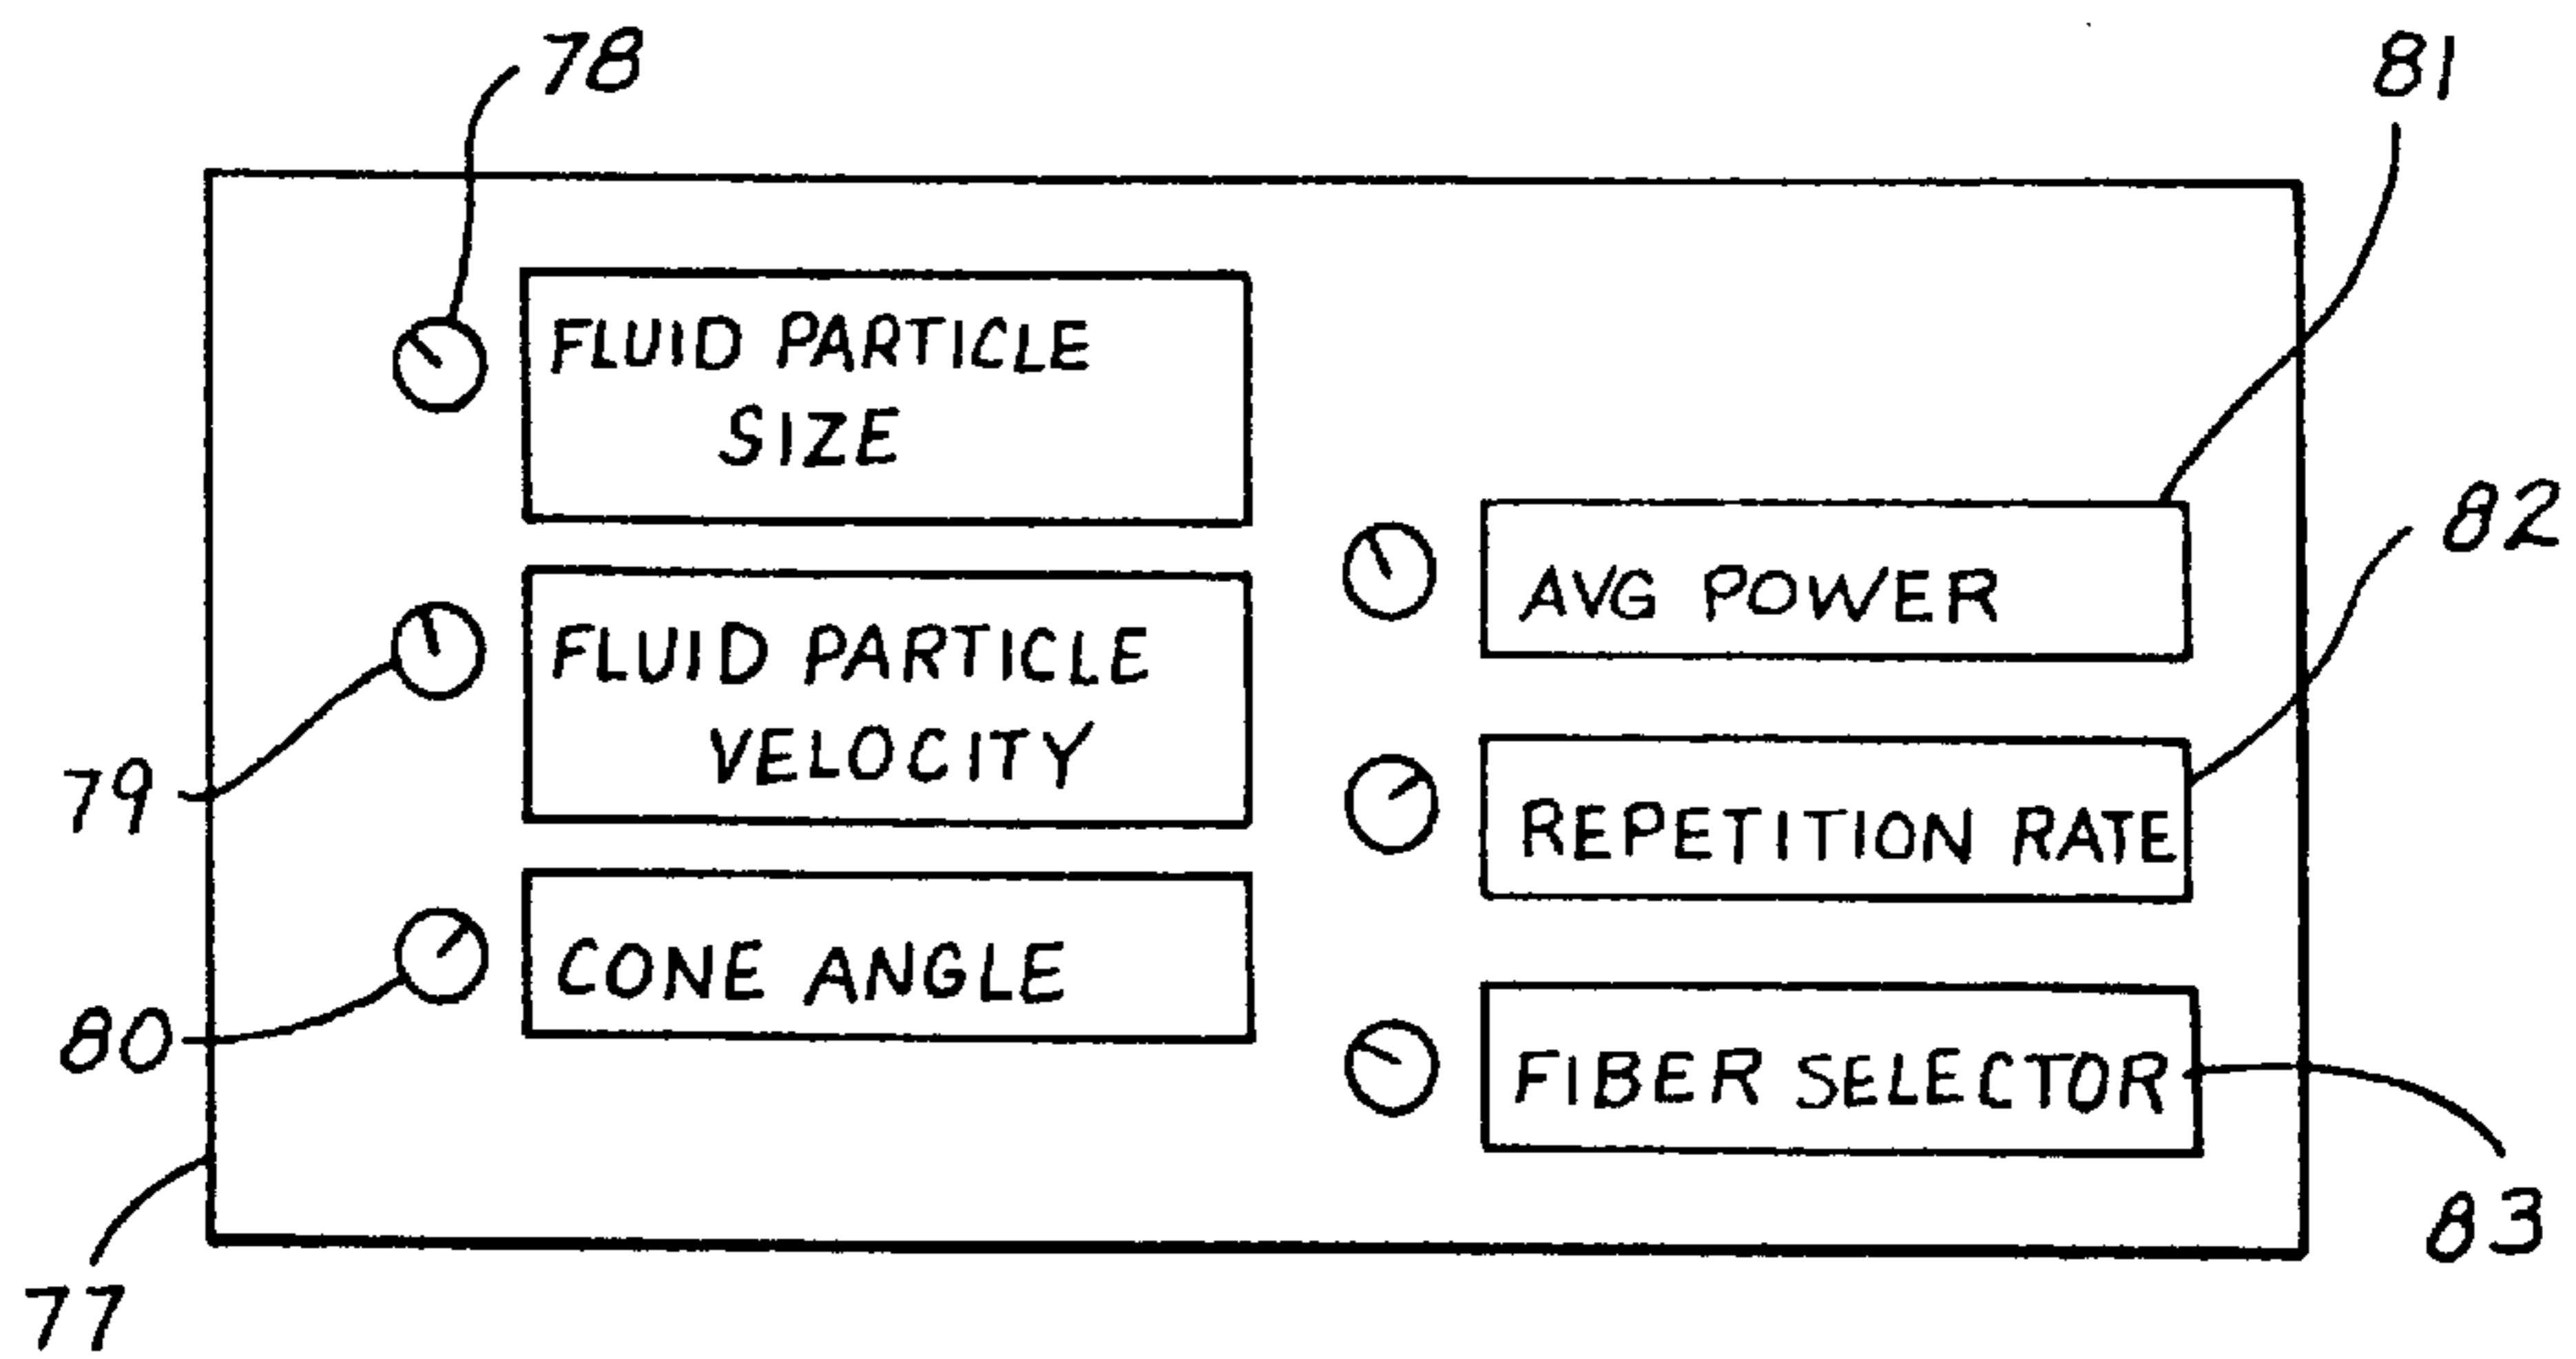 78
81
FLUID PARTICLE
SIZE
82
AVG POWER
FLUID PARTICLE
VELOCITY
79
REPETITION RATE
CONE ANGLE
80
FIBER SELECTOR
83
77